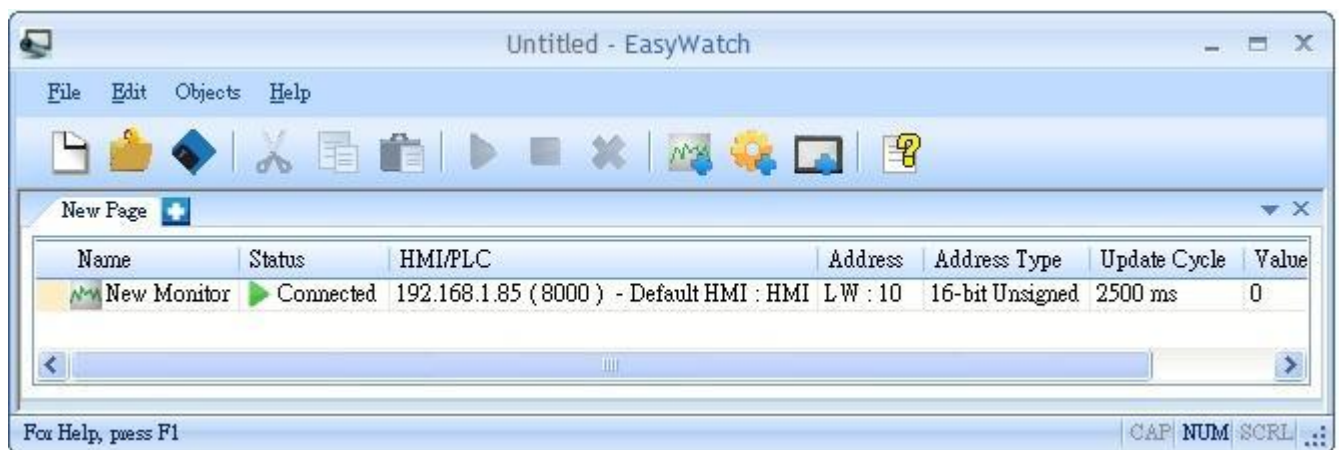 Untitled - EasyWatch
File Edit Objects Help
New Page
Name Status HMI/PLC Address Address Type Update Cycle Value
New Monitor Connected 192.168.1.85 ( 8000 ) - Default HMI : HMI LW : 10 16-bit Unsigned 2500 ms 0
For Help, press F1 CAP NUM SCRL